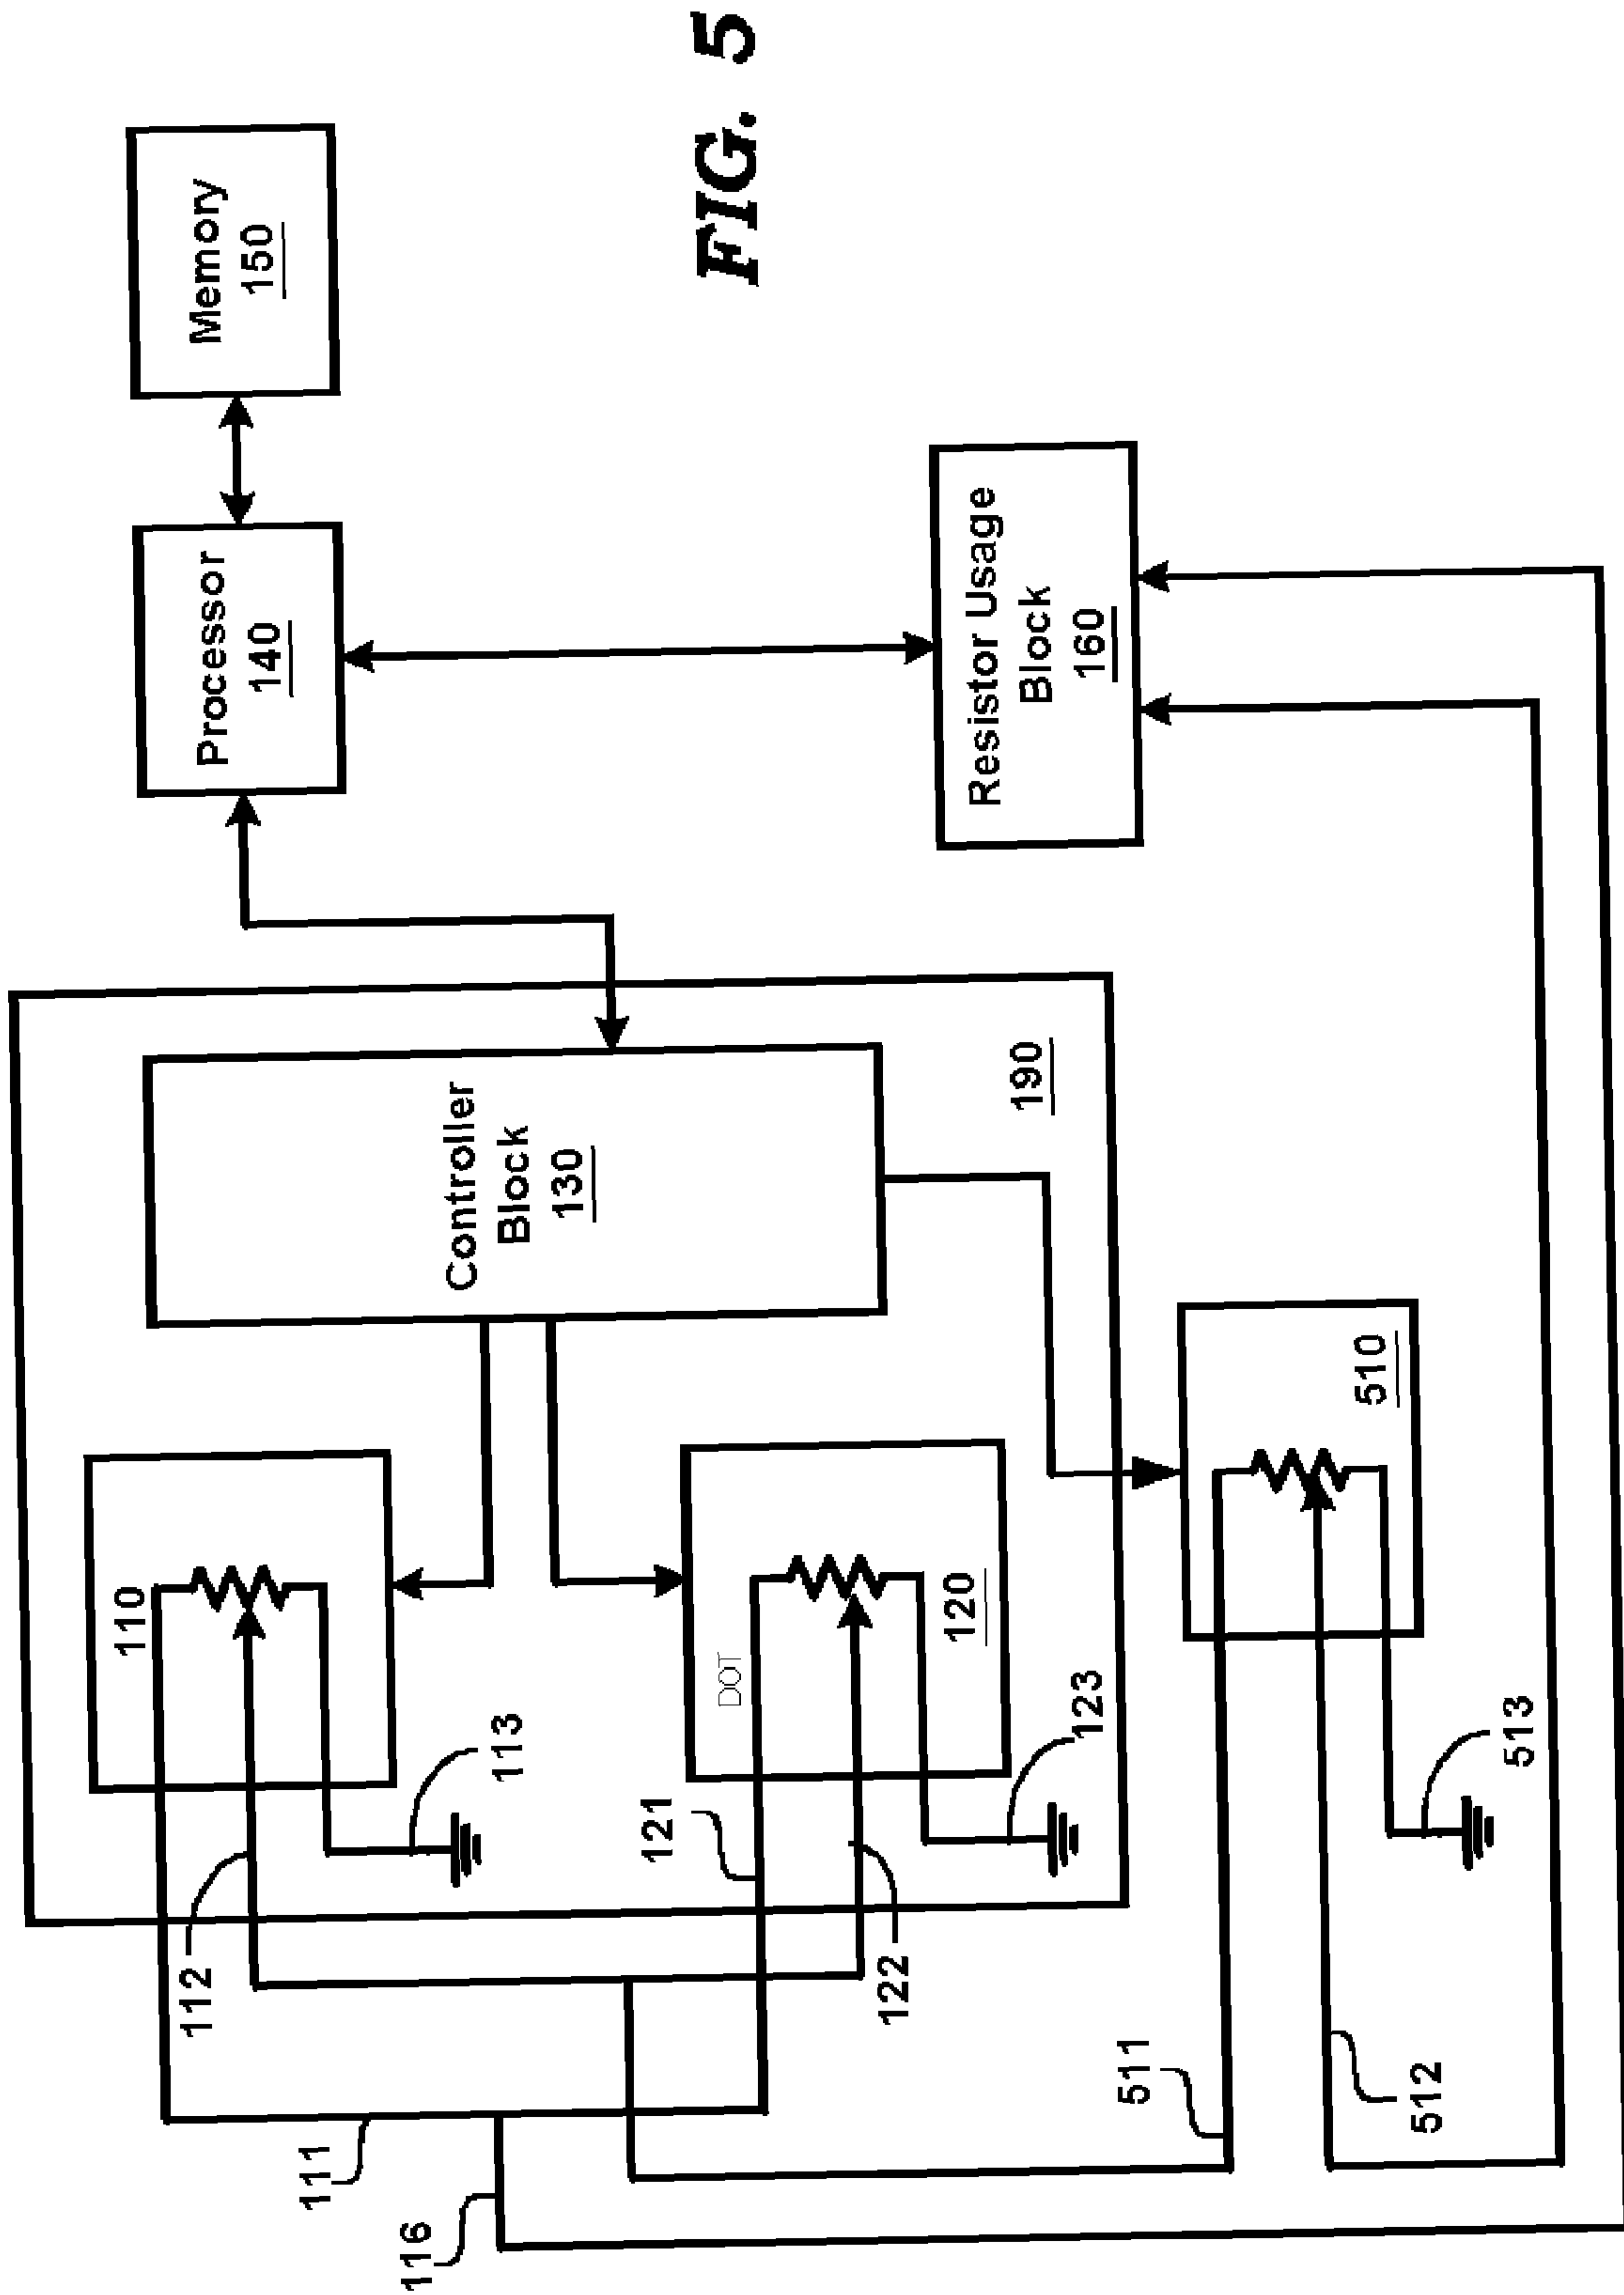 FIG. 5
Memory
150
Processor
140
Resistor Usage
Block
160
Controller
Block
130
190
110
113
112
DOT
120
121
122
123
111
116
510
511
512
513